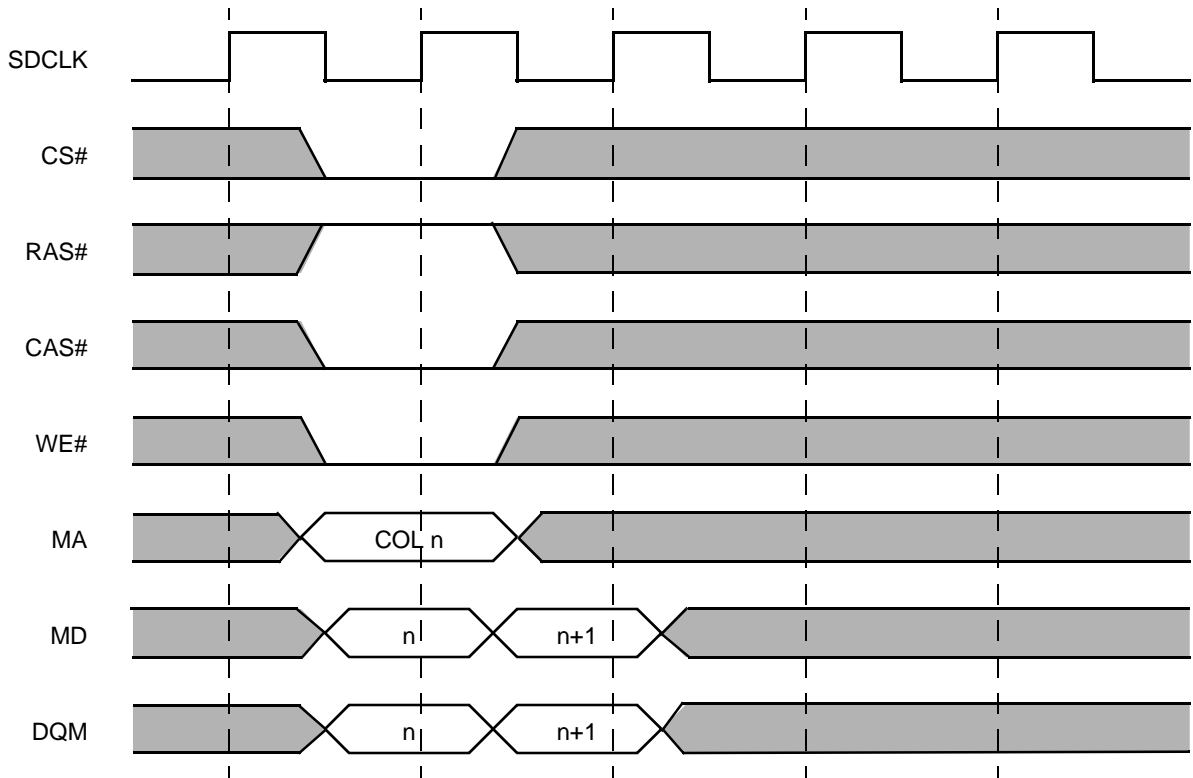 SDCLK
CS#
RAS#
CAS#
WE#
MA COL n
MD n n+1
DQM n n+1